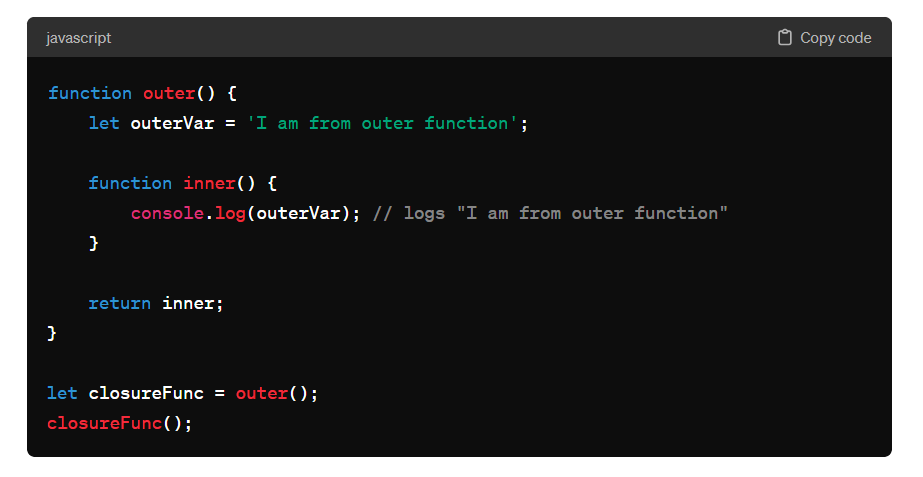 javascript
Copy code
function outer() {
    let outerVar = 'I am from outer function';
    function inner() {
        console.log(outerVar); // logs "I am from outer function"
    }
    return inner;
}
let closureFunc = outer();
closureFunc();